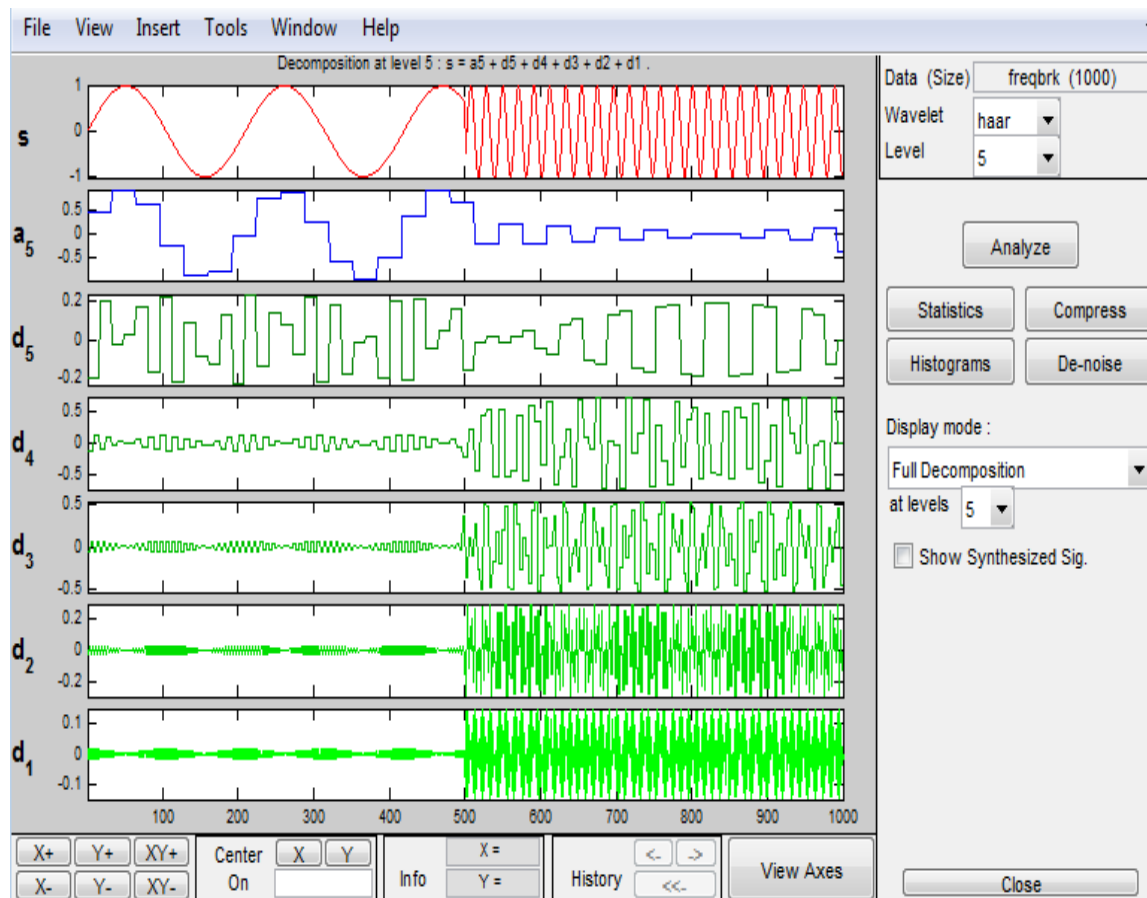 File View Insert Tools Window Help
Decomposition at level 5 : s = a5 + d5 + d4 + d3 + d2 + d1 .
s
1
0
-1
a5
0.5
0
-0.5
d5
0.2
0
-0.2
d4
0.5
0
-0.5
d3
0.5
0
-0.5
d2
0.2
0
-0.2
d1
0.1
0
-0.1
100 200 300 400 500 600 700 800 900 1000
Data (Size) freqbrk (1000)
Wavelet haar
Level 5
Analyze
Statistics Compress
Histograms De-noise
Display mode :
Full Decomposition
at levels 5
Show Synthesized Sig.
X+ Y+ XY+
X- Y- XY-
Center X Y
On
Info X =
Y =
History <- ->
<<-
View Axes
Close